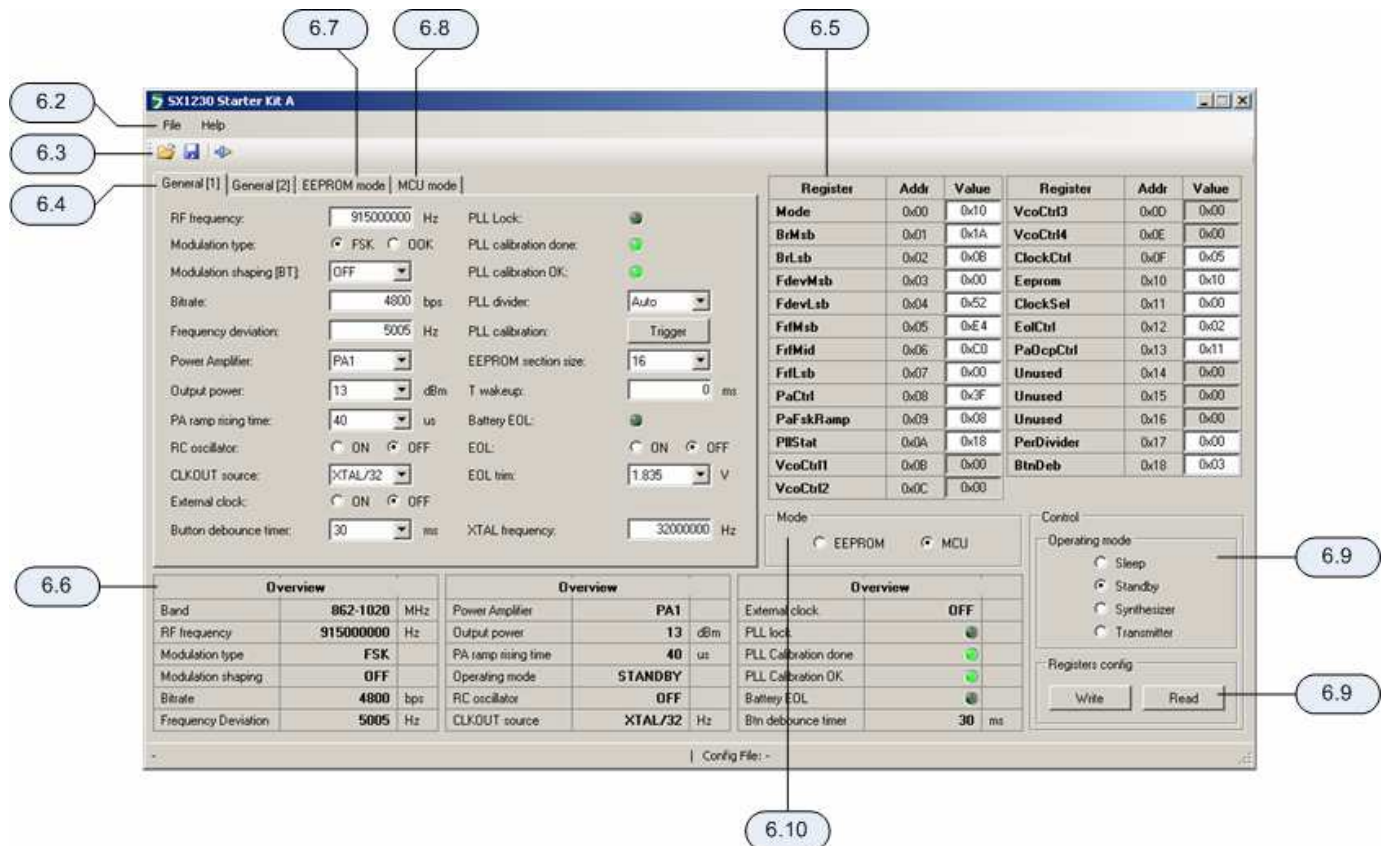 6.7 6.8 6.5
6.2
6.3
6.4
SX1230 Starter Kit A
File Help
General [1] General [2] EEPROM mode MCU mode
RF frequency: 915000000 Hz PLL Lock:
Modulation type: FSK OOK PLL calibration done:
Modulation shaping [BT]: OFF PLL calibration OK:
Bitrate: 4800 bps PLL divider: Auto
Frequency deviation: 5005 Hz PLL calibration: Trigger
Power Amplifier: PA1 EEPROM section size: 16
Output power: 13 dBm T wakeup: 0 ms
PA ramp rising time: 40 us Battery EOL:
RC oscillator: ON OFF EOL: ON OFF
CLKOUT source: XTAL/32 EOL trim: 1.835 V
External clock: ON OFF
Button debounce timer: 30 ms XTAL frequency: 32000000 Hz
Register Addr Value Register Addr Value
Mode 0x00 0x10 VcoCtrl3 0x0D 0x00
BrMsb 0x01 0x1A VcoCtrl4 0x0E 0x00
BrLsb 0x02 0x0B ClockCtrl 0x0F 0x05
FdevMsb 0x03 0x00 Eeprom 0x10 0x10
FdevLsb 0x04 0x52 ClockSel 0x11 0x00
FrfMsb 0x05 0xE4 EolCtrl 0x12 0x02
FrfMid 0x06 0xC0 PaOcpCtrl 0x13 0x11
FrfLsb 0x07 0x00 Unused 0x14 0x00
PaCtrl 0x08 0x3F Unused 0x15 0x00
PaFskRamp 0x09 0x08 Unused 0x16 0x00
PllStat 0x0A 0x18 PerDivider 0x17 0x00
VcoCtrl1 0x0B 0x00 BtnDeb 0x18 0x03
VcoCtrl2 0x0C 0x00
Mode
EEPROM MCU
Control
Operating mode
Sleep
Standby
Synthesizer
Transmitter
6.9
Registers config
Write Read
6.9
6.6
Overview Overview Overview
Band 862-1020 MHz Power Amplifier PA1 External clock OFF
RF frequency 915000000 Hz Output power 13 dBm PLL lock
Modulation type FSK PA ramp rising time 40 us PLL Calibration done
Modulation shaping OFF Operating mode STANDBY PLL Calibration OK
Bitrate 4800 bps RC oscillator OFF Battery EOL
Frequency Deviation 5005 Hz CLKOUT source XTAL/32 Hz Btn debounce timer 30 ms
- | Config File: -
6.10